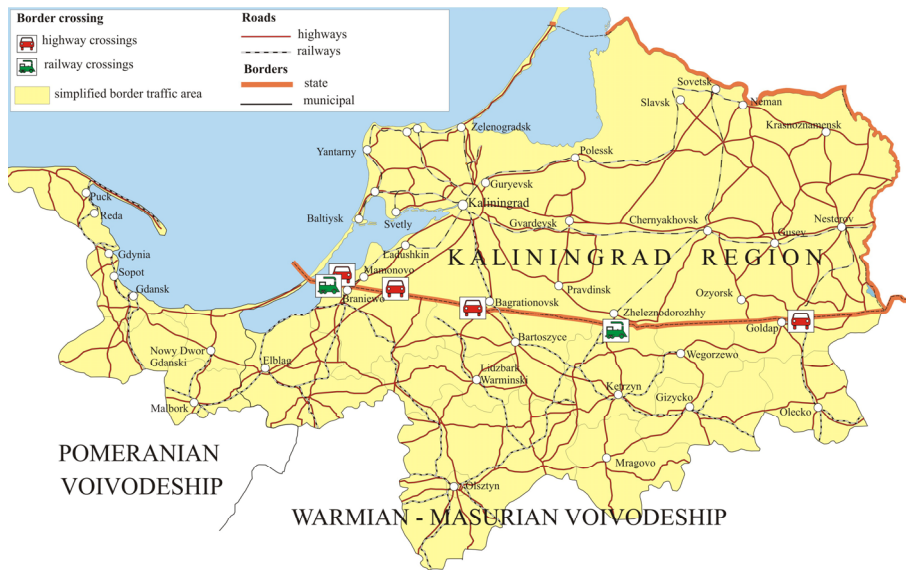 Border crossing
highway crossings
railway crossings
simplified border traffic area
Roads
highways
railways
Borders
state
municipal
Sovetsk
Slavsk
Neman
Krasnoznamensk
Zelenogradsk
Yantarny
Polessk
Guryevsk
Puck
Reda
Kaliningrad
Baltiysk
Svetly
Gvardeysk
Chernyakhovsk
Nesterov
Gusev
Gdynia
Ladushkin
KALININGRAD REGION
Sopot
Mamonovo
Gdansk
Braniewo
Pravdinsk
Ozyorsk
Bagrationovsk
Zheleznodorozhny
Goldap
Bartoszyce
Nowy Dwor
Gdanski
Elblag
Wegorzewo
Lidzbark
Warminski
Ketrzyn
Gizycko
Malbork
Olecko
POMERANIAN
VOIVODESHIP
Mragovo
Olsztyn
WARMIAN - MASURIAN VOIVODESHIP